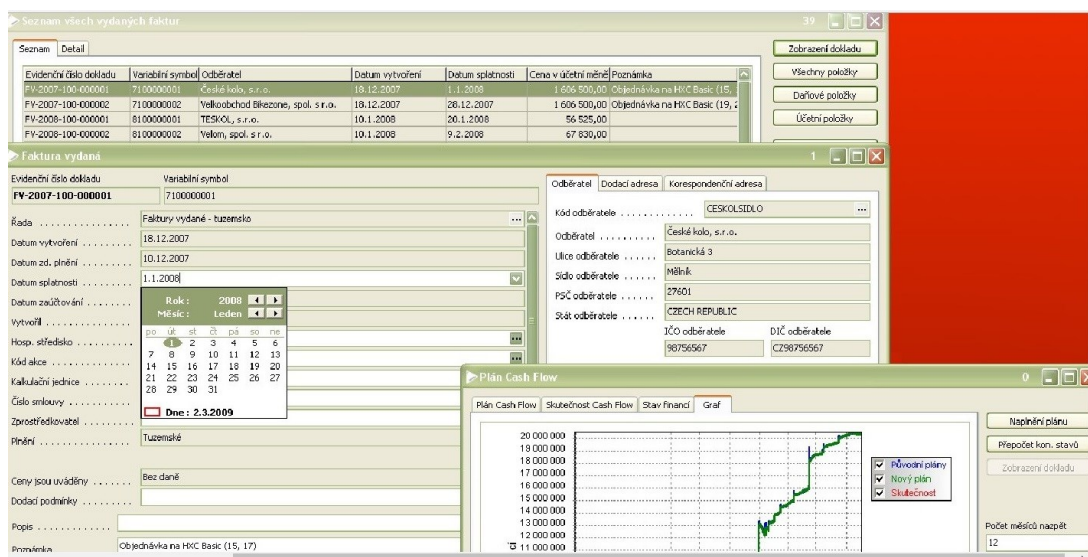 Seznam všech vydaných faktur 39
Seznam Detail
Zobrazení dokladu
Všechny položky
Daňové položky
Účetní položky
Evidenční číslo dokladu Variabilní symbol Odběratel Datum vytvoření Datum splatnosti Cena v účetní měně Poznámka
FV-2007-100-000001 7100000001 České kolo, s.r.o. 18.12.2007 1.1.2008 1 606 500,00 Objednávka na HXC Basic (15,
FV-2007-100-000002 7100000002 Velkoobchod Bikezone, spol. s r.o. 18.12.2007 28.12.2007 1 606 500,00 Objednávka na HXC Basic (19, 2
FV-2008-100-000001 8100000001 TESKOL, s.r.o. 10.1.2008 20.1.2008 56 525,00
FV-2008-100-000002 8100000002 Velom, spol. s r.o. 10.1.2008 9.2.2008 67 830,00
Faktura vydaná 1
Evidenční číslo dokladu Variabilní symbol
FV-2007-100-000001 7100000001
Řada Faktury vydané - tuzemsko ...
Datum vytvoření 18.12.2007
Datum zd. plnění 10.12.2007
Datum splatnosti 1.1.2008
Datum zaúčtování
Vytvořil
Hosp. středisko
Kód akce
Kalkulační jednice
Číslo smlouvy
Zprostředkovatel
Plnění Tuzemské
Ceny jsou uváděny Bez daně
Dodací podmínky
Popis
Poznámka Objednávka na HXC Basic (15, 17)
Rok : 2008
Měsíc : Leden
po út st čt pá so ne
1 2 3 4 5 6
7 8 9 10 11 12 13
14 15 16 17 18 19 20
21 22 23 24 25 26 27
28 29 30 31
Dne : 2.3.2009
Odběratel Dodací adresa Korespondenční adresa
Kód odběratele CESKOLSIDLO ...
Odběratel České kolo, s.r.o.
Ulice odběratele Botanická 3
Sídlo odběratele Mělník
PSČ odběratele 27601
Stát odběratele CZECH REPUBLIC
IČO odběratele DIČ odběratele
98756567 CZ98756567
Plán Cash Flow 0
Plán Cash Flow Skutečnost Cash Flow Stav financí Graf
Naplnění plánu
Přepočet kon. stavů
Zobrazení dokladu
Počet měsíců nazpět
12
20 000 000
19 000 000
18 000 000
17 000 000
16 000 000
15 000 000
14 000 000
13 000 000
12 000 000
11 000 000
Původní plány
Nový plán
Skutečnost